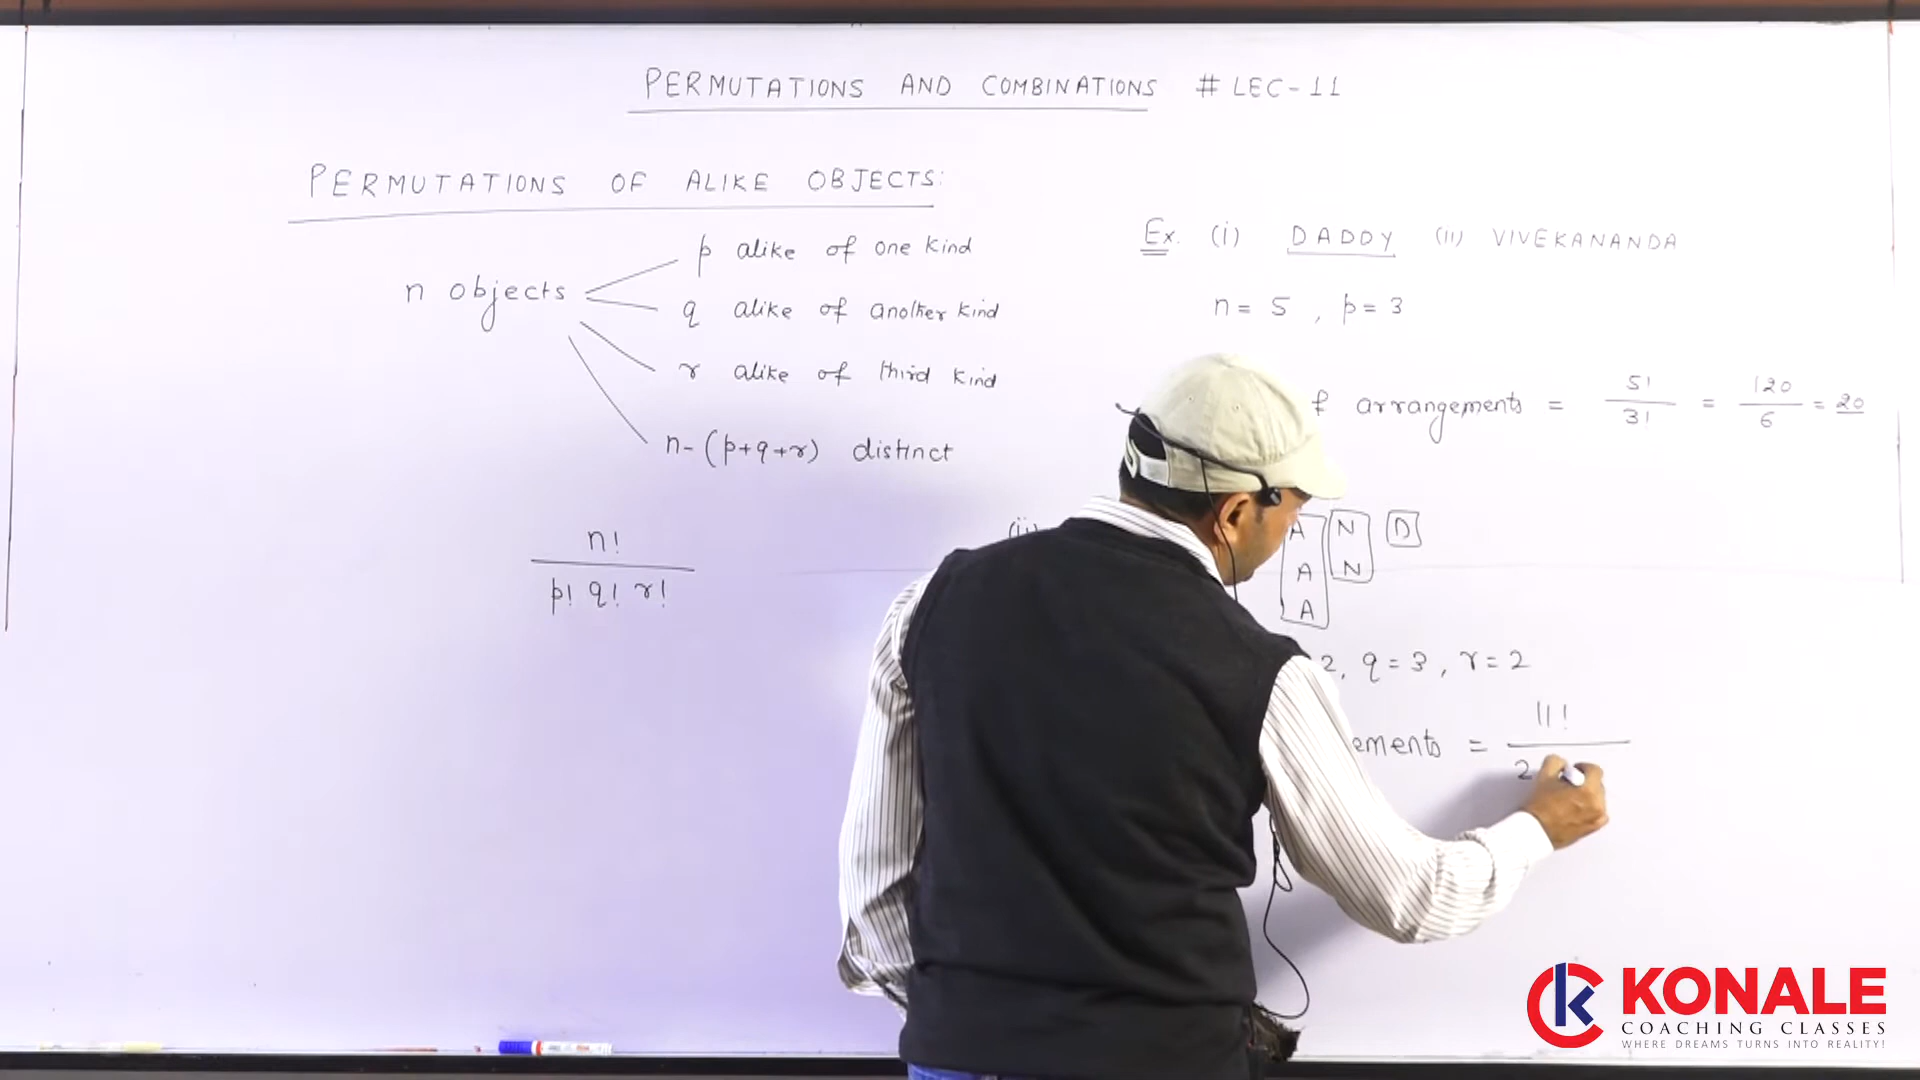 PERMUTATIONS AND COMBINATIONS # LEC-11
PERMUTATIONS OF ALIKE OBJECTS:
n objects
p alike of one kind
q alike of another kind
r alike of third kind
n-(p+q+r) distinct
n!
p! q! r!
Ex. (i) DADDY (ii) VIVEKANANDA
n = 5 , p = 3
f arrangements = 5!/3! = 120/6 = 20
(ii)
A N D
A N
A
2, q = 3, r = 2
ements = 11!
2
KONALE
COACHING CLASSES
WHERE DREAMS TURNS INTO REALITY!